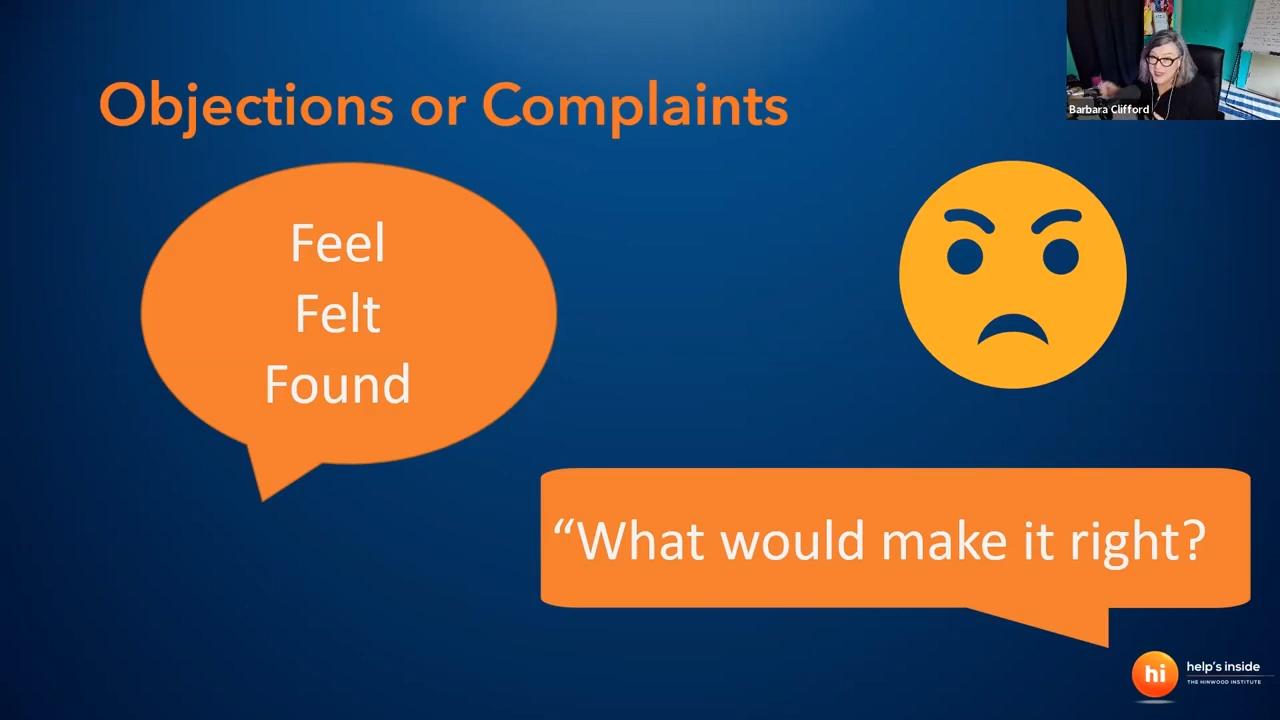 Objections or Complaints
Barbara Clifford
Feel
Felt
Found
“What would make it right?
hi
help's inside
THE HINWOOD INSTITUTE